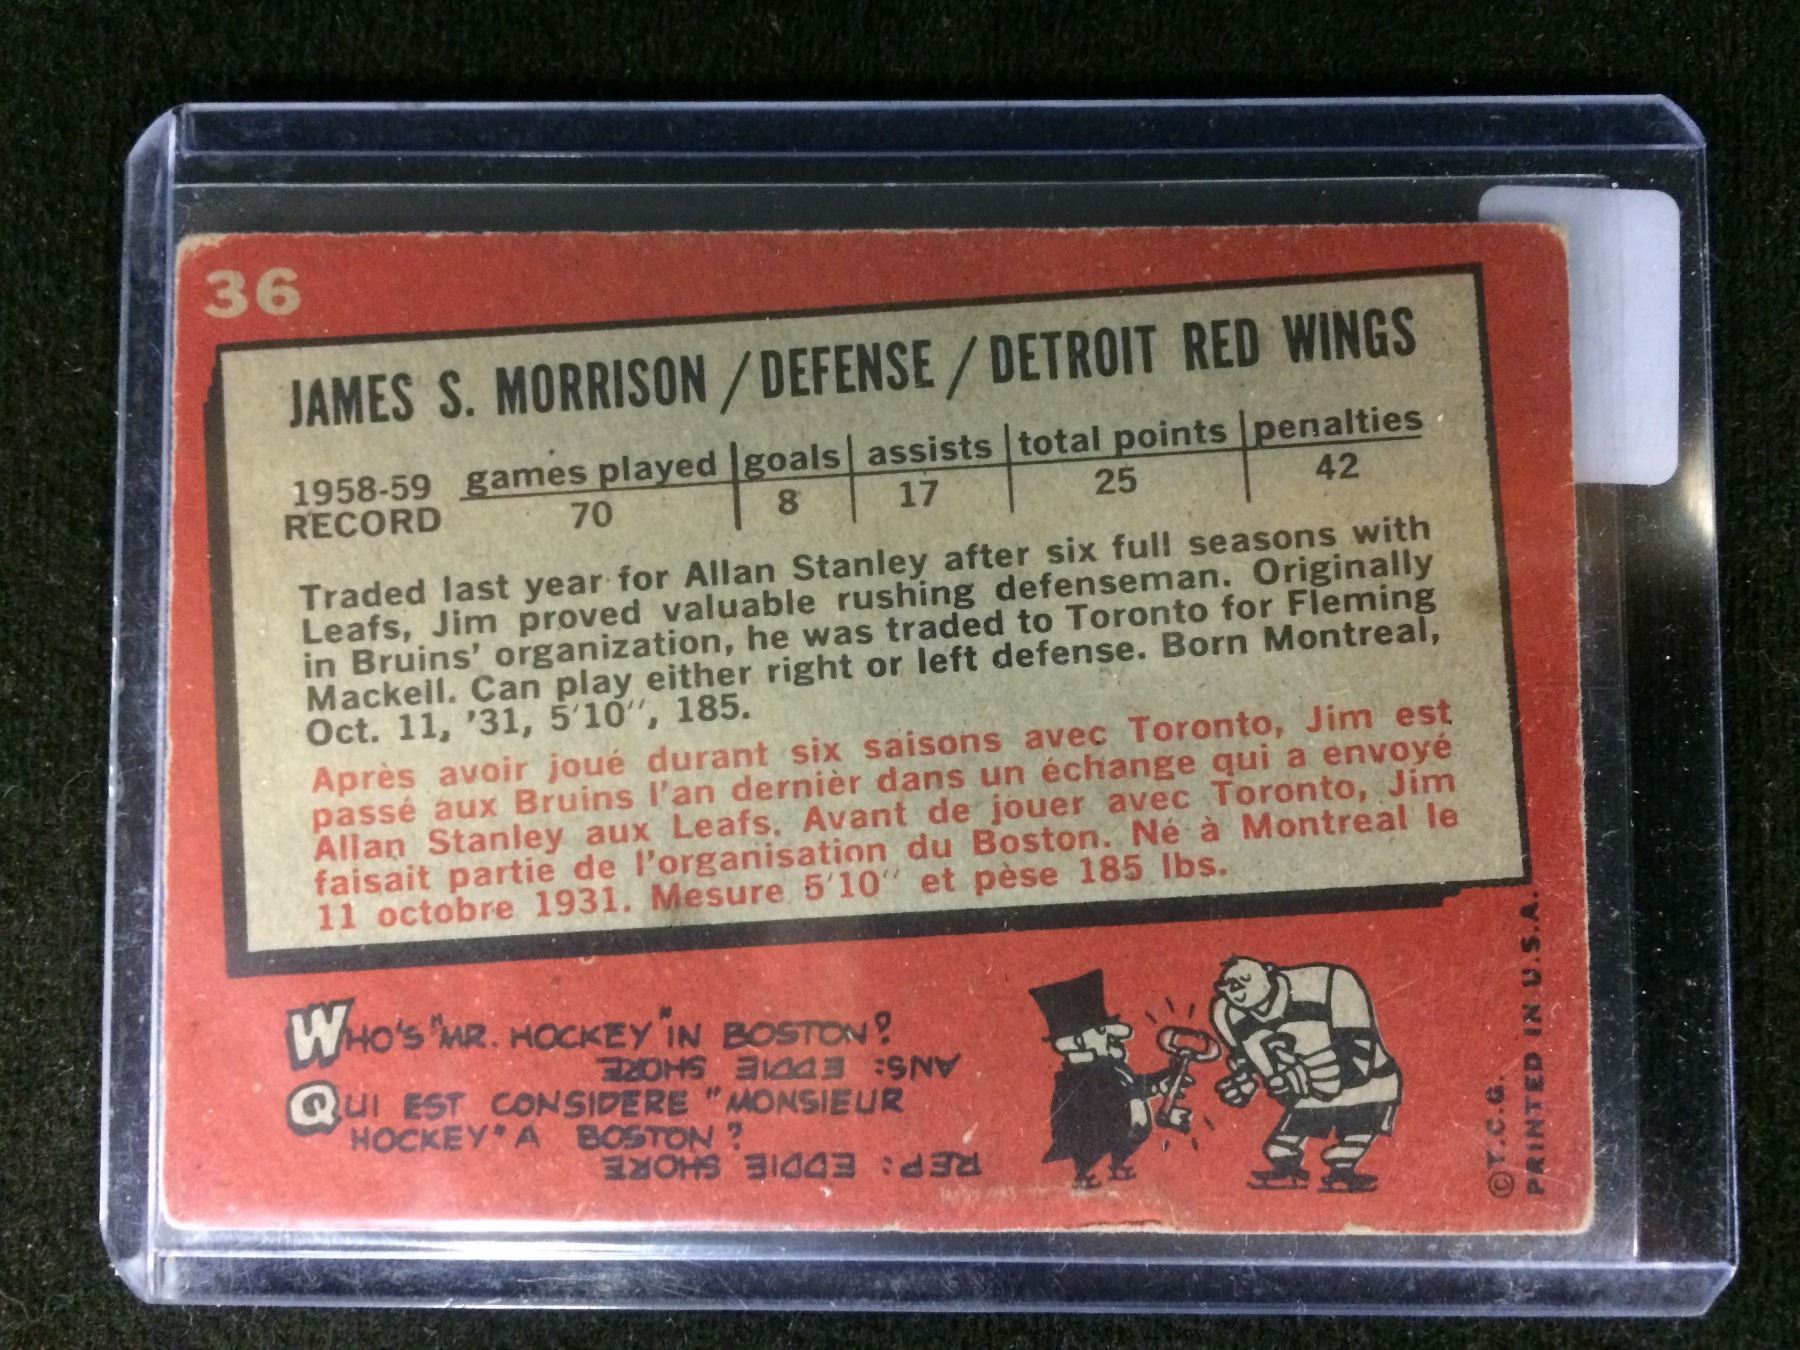 36
JAMES S. MORRISON / DEFENSE / DETROIT RED WINGS
games played goals assists total points penalties
1958-59
RECORD 70 8 17 25 42
Traded last year for Allan Stanley after six full seasons with
Leafs, Jim proved valuable rushing defenseman. Originally
in Bruins' organization, he was traded to Toronto for Fleming
Mackell. Can play either right or left defense. Born Montreal,
Oct. 11, '31, 5'10", 185.
Après avoir joué durant six saisons avec Toronto, Jim est
passé aux Bruins l'an dernièr dans un échange qui a envoyé
Allan Stanley aux Leafs. Avant de jouer avec Toronto, Jim
faisait partie de l'organisation du Boston. Né à Montreal le
11 octobre 1931. Mesure 5'10" et pèse 185 lbs.
WHO'S "MR. HOCKEY" IN BOSTON?
ANS: EDDIE SHORE
QUI EST CONSIDERE "MONSIEUR
HOCKEY" A BOSTON?
REP: EDDIE SHORE
©T.C.G.
PRINTED IN U.S.A.